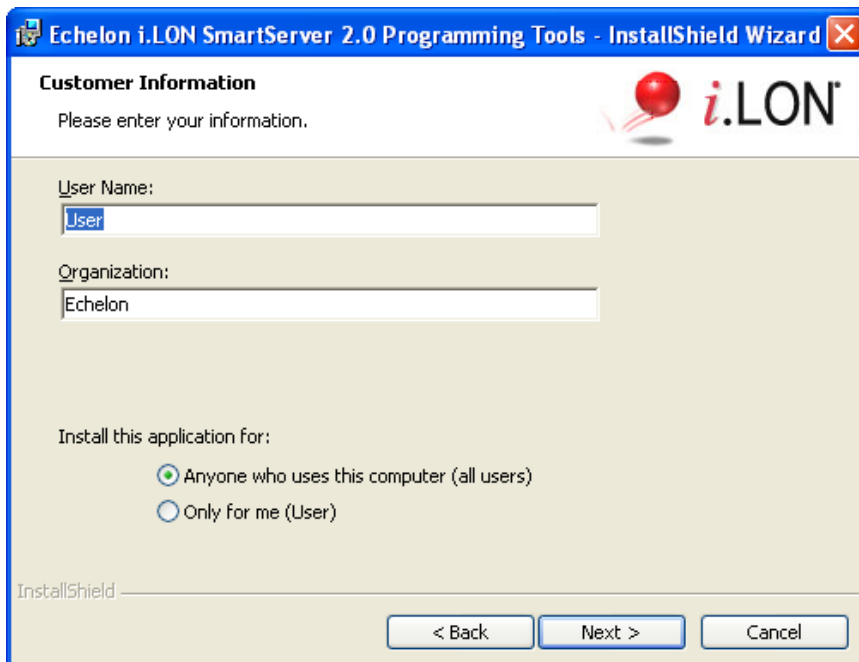 Echelon i.LON SmartServer 2.0 Programming Tools - InstallShield Wizard
Customer Information
Please enter your information.
i.LON
User Name:
User
Organization:
Echelon
Install this application for:
Anyone who uses this computer (all users)
Only for me (User)
InstallShield
< Back
Next >
Cancel